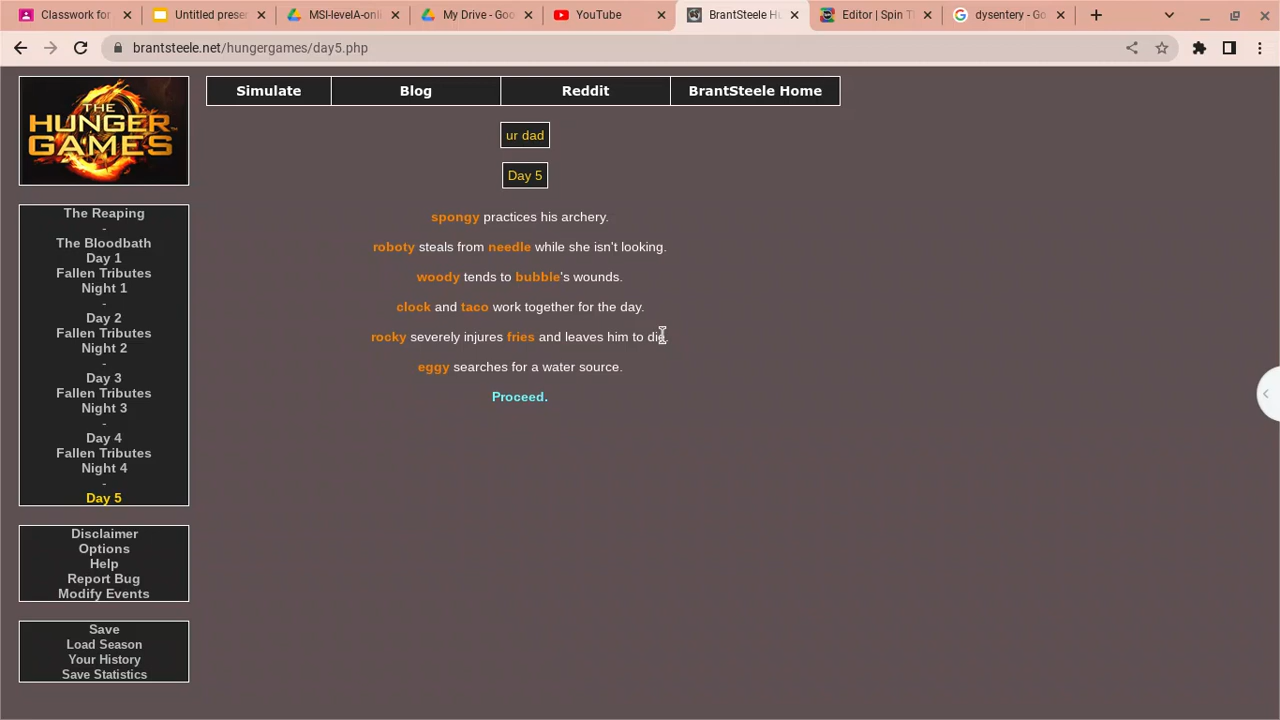 Classwork for
Untitled prese
MSI-levelA-onl
My Drive - Goo
YouTube
BrantSteele Hu
Editor | Spin T
dysentery - Go
brantsteele.net/hungergames/day5.php
THE
HUNGER
GAMES
Simulate
Blog
Reddit
BrantSteele Home
ur dad
Day 5
spongy practices his archery.
roboty steals from needle while she isn't looking.
woody tends to bubble's wounds.
clock and taco work together for the day.
rocky severely injures fries and leaves him to die.
eggy searches for a water source.
Proceed.
The Reaping
-
The Bloodbath
Day 1
Fallen Tributes
Night 1
-
Day 2
Fallen Tributes
Night 2
-
Day 3
Fallen Tributes
Night 3
-
Day 4
Fallen Tributes
Night 4
-
Day 5
Disclaimer
Options
Help
Report Bug
Modify Events
Save
Load Season
Your History
Save Statistics